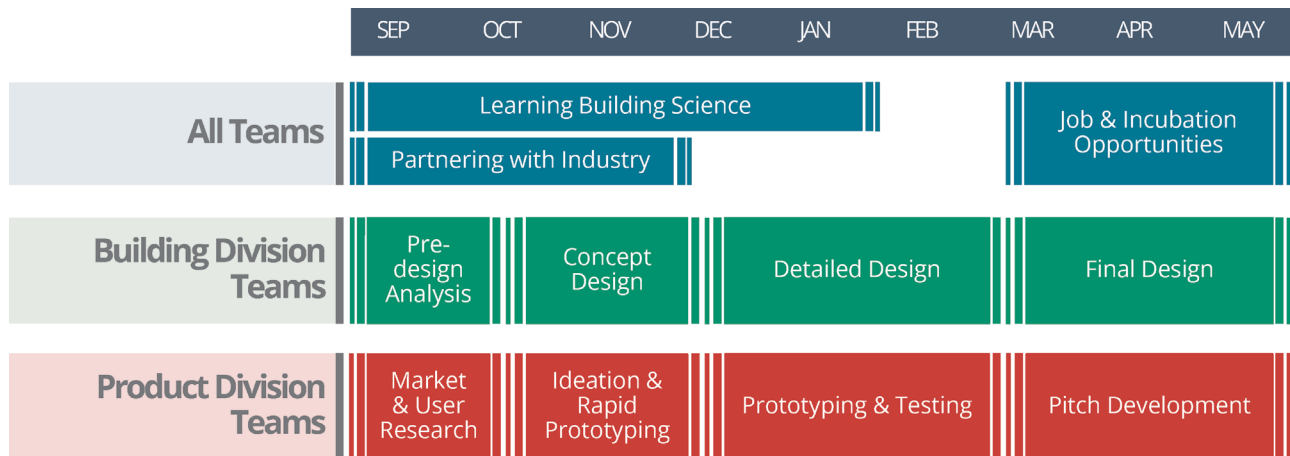 SEP OCT NOV DEC JAN FEB MAR APR MAY
All Teams
Learning Building Science
Partnering with Industry
Job & Incubation
Opportunities
Building Division
Teams
Pre-
design
Analysis
Concept
Design
Detailed Design
Final Design
Product Division
Teams
Market
& User
Research
Ideation &
Rapid
Prototyping
Prototyping & Testing
Pitch Development